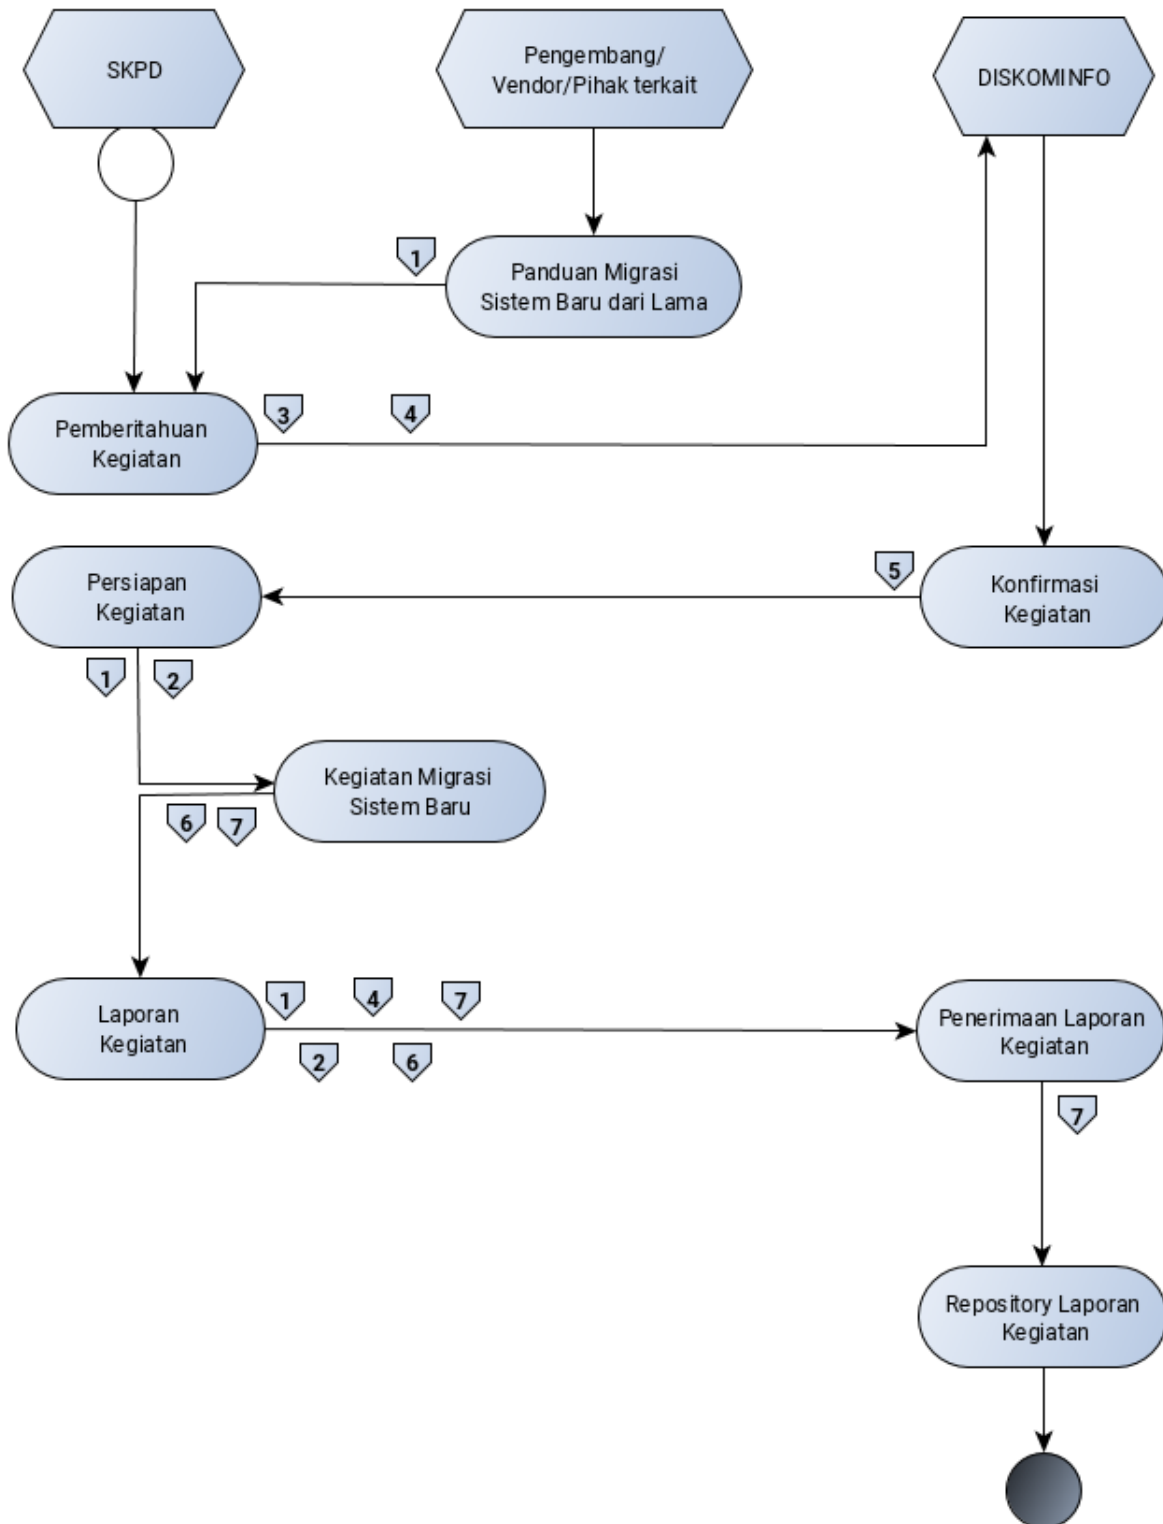 SKPD
Pengembang/
Vendor/Pihak terkait
DISKOMINFO
1
Panduan Migrasi
Sistem Baru dari Lama
Pemberitahuan
Kegiatan
3
4
Persiapan
Kegiatan
5
Konfirmasi
Kegiatan
1
2
Kegiatan Migrasi
Sistem Baru
6
7
Laporan
Kegiatan
1
4
7
2
6
Penerimaan Laporan
Kegiatan
7
Repository Laporan
Kegiatan